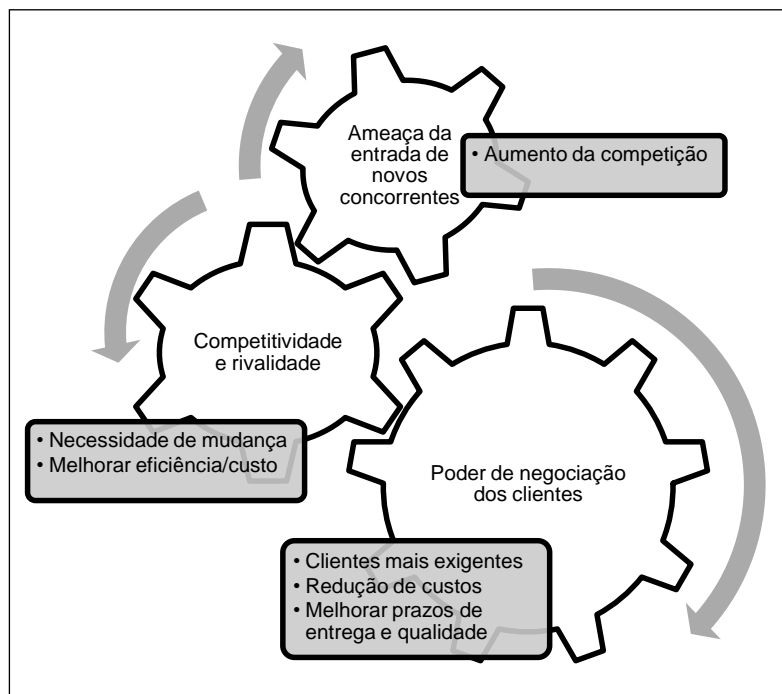 Ameaça da
entrada de
novos
concorrentes
• Aumento da competição
Competitividade
e rivalidade
• Necessidade de mudança
• Melhorar eficiência/custo
Poder de negociação
dos clientes
• Clientes mais exigentes
• Redução de custos
• Melhorar prazos de
entrega e qualidade